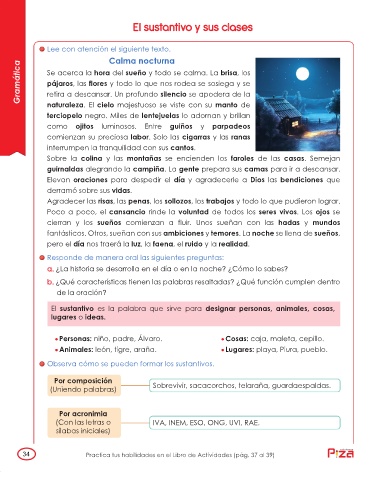 El sustantivo y sus clases
Gramática
Lee con atención el siguiente texto.
Calma nocturna
Se acerca la hora del sueño y todo se calma. La brisa, los
pájaros, las flores y todo lo que nos rodea se sosiega y se
retira a descansar. Un profundo silencio se apodera de la
naturaleza. El cielo majestuoso se viste con su manto de
terciopelo negro. Miles de lentejuelas lo adornan y brillan
como ojitos luminosos. Entre guiños y parpadeos
comienzan su preciosa labor. Solo las cigarras y las ranas
interrumpen la tranquilidad con sus cantos.
Sobre la colina y las montañas se encienden los faroles de las casas. Semejan
guirnaldas alegrando la campiña. La gente prepara sus camas para ir a descansar.
Elevan oraciones para despedir el día y agradecerle a Dios las bendiciones que
derramó sobre sus vidas.
Agradecer las risas, las penas, los sollozos, los trabajos y todo lo que pudieron lograr.
Poco a poco, el cansancio rinde la voluntad de todos los seres vivos. Los ojos se
cierran y los sueños comienzan a fluir. Unos sueñan con las hadas y mundos
fantásticos. Otros, sueñan con sus ambiciones y temores. La noche se llena de sueños,
pero el día nos traerá la luz, la faena, el ruido y la realidad.
Responde de manera oral las siguientes preguntas:
a. ¿La historia se desarrolla en el día o en la noche? ¿Cómo lo sabes?
b. ¿Qué características tienen las palabras resaltadas? ¿Qué función cumplen dentro
de la oración?
El sustantivo es la palabra que sirve para designar personas, animales, cosas,
lugares o ideas.
Personas: niño, padre, Álvaro.
Cosas: caja, maleta, cepillo.
Animales: león, tigre, araña.
Lugares: playa, Piura, pueblo.
Observa cómo se pueden formar los sustantivos.
Por composición
(Uniendo palabras)
Sobrevivir, sacacorchos, telaraña, guardaespaldas.
Por acronimia
(Con las letras o
sílabas iniciales)
IVA, INEM, ESO, ONG, UVI, RAE.
34
Practica tus habilidades en el Libro de Actividades (pág. 37 al 39)
Piza